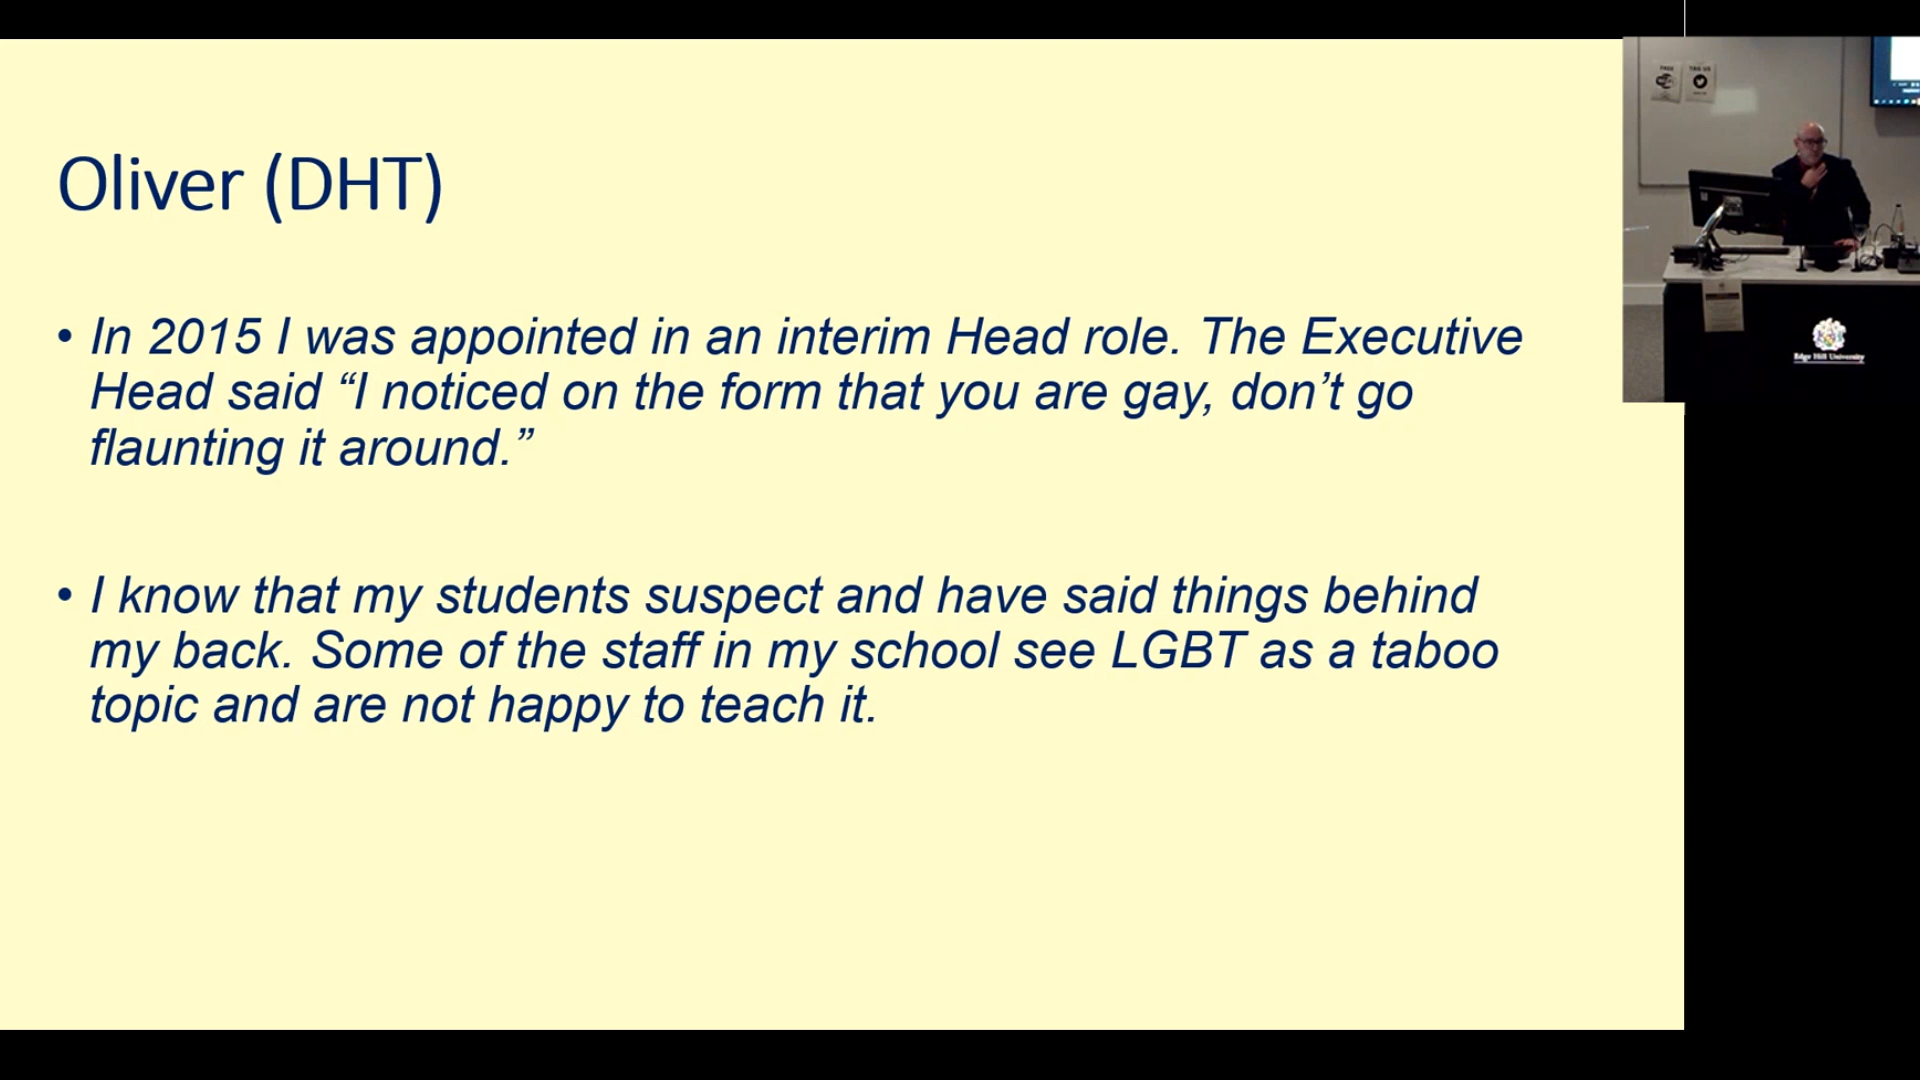 Oliver (DHT)
• In 2015 I was appointed in an interim Head role. The Executive
Head said “I noticed on the form that you are gay, don’t go
flaunting it around.”
• I know that my students suspect and have said things behind
my back. Some of the staff in my school see LGBT as a taboo
topic and are not happy to teach it.
FREE
TAG US
Edge Hill University